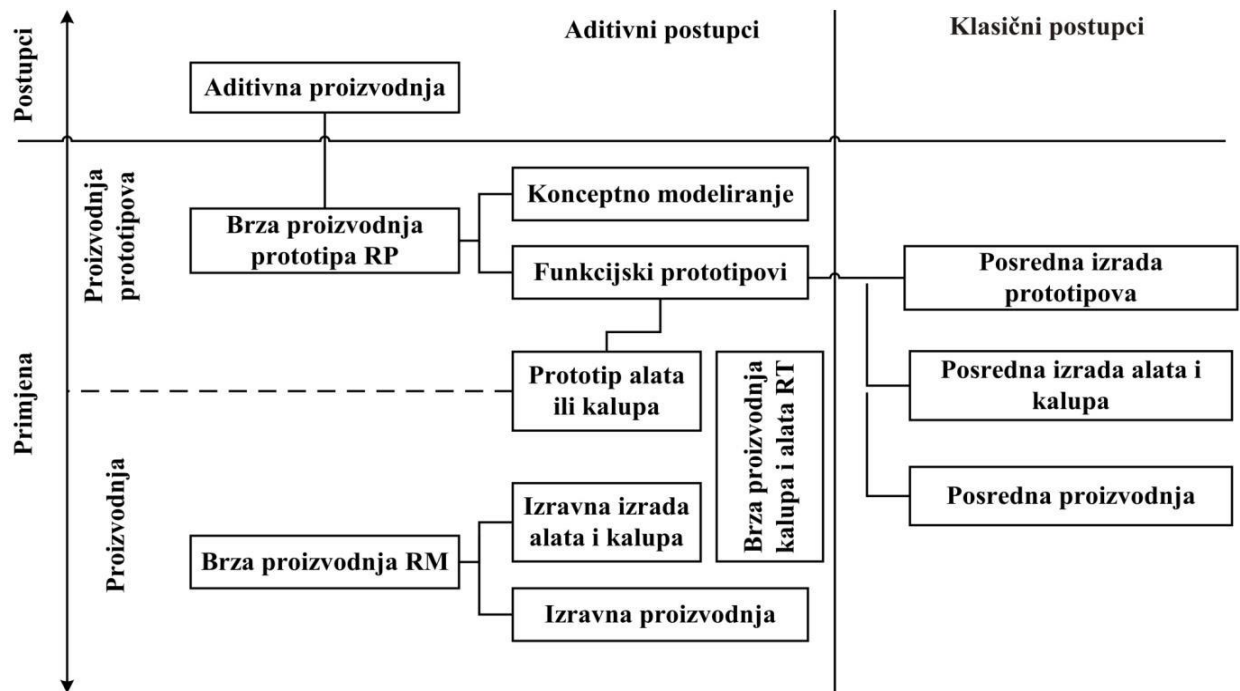 Aditivni postupci
Klasični postupci
Postupci
Aditivna proizvodnja
Primjena
Proizvodnja
prototipova
Brza proizvodnja
prototipa RP
Konceptno modeliranje
Funkcijski prototipovi
Posredna izrada
prototipova
Prototip alata
ili kalupa
Brza proizvodnja
kalupa i alata RT
Posredna izrada alata i
kalupa
Proizvodnja
Brza proizvodnja RM
Izravna izrada
alata i kalupa
Izravna proizvodnja
Posredna proizvodnja